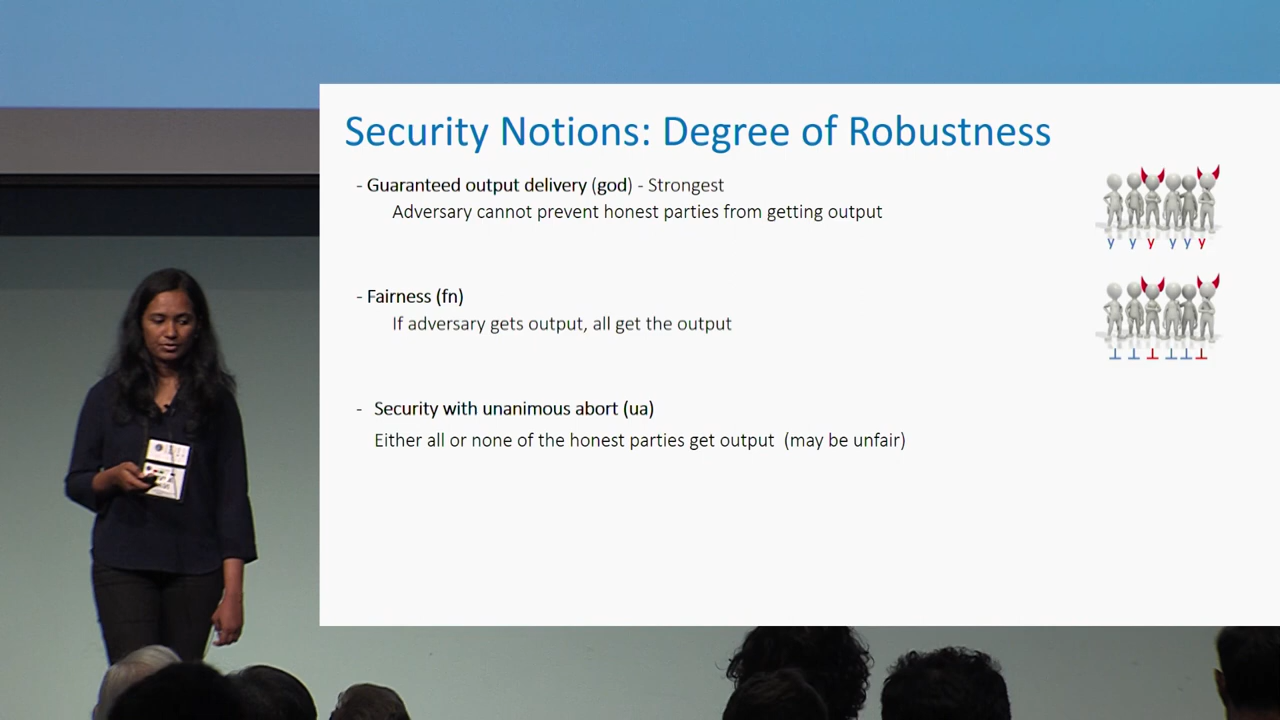 Security Notions: Degree of Robustness
- Guaranteed output delivery (god) - Strongest
Adversary cannot prevent honest parties from getting output
y y y y y y
- Fairness (fn)
If adversary gets output, all get the output
⊥ ⊥ ⊥ ⊥ ⊥ ⊥
- Security with unanimous abort (ua)
Either all or none of the honest parties get output (may be unfair)